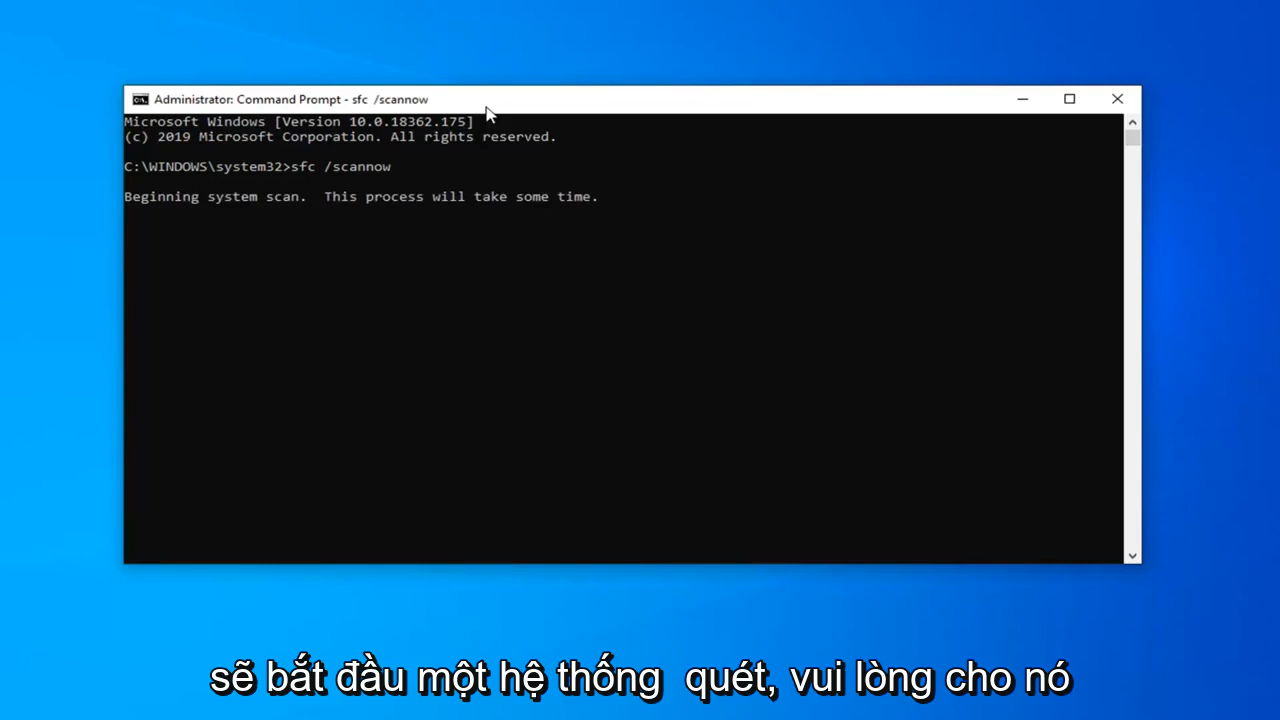 Administrator: Command Prompt - sfc /scannow
Microsoft Windows [Version 10.0.18362.175]
(c) 2019 Microsoft Corporation. All rights reserved.
C:\WINDOWS\system32>sfc /scannow
Beginning system scan.  This process will take some time.
sẽ bắt đầu một hệ thống  quét, vui lòng cho nó